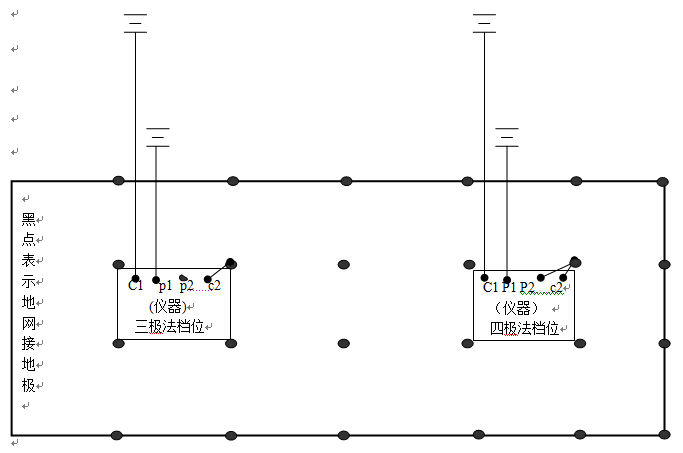 黑
点
表
示
地
网
接
地
极
C1 p1 p2 c2
(仪器)
三极法档位
C1 P1 P2 c2
（仪器）
四极法档位